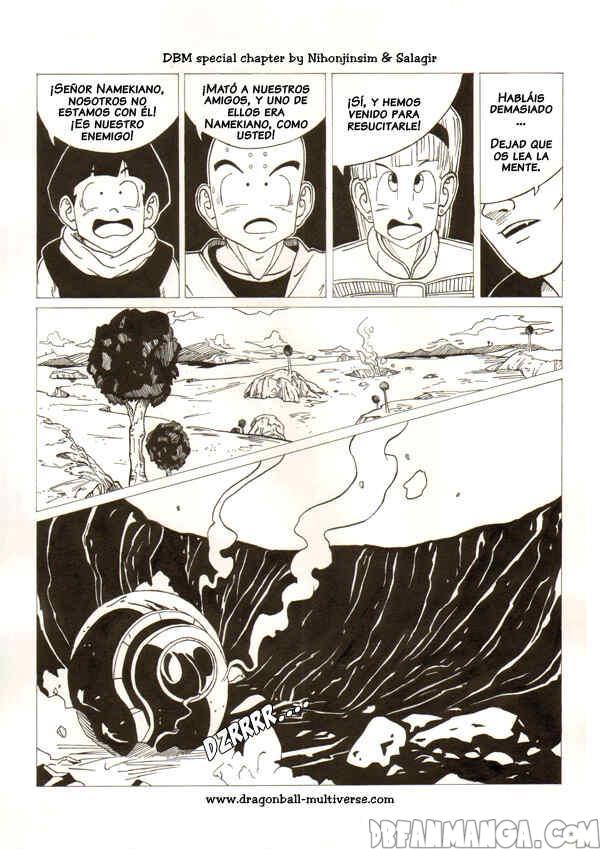 DBM special chapter by Nihonjinsim & Salagir
¡SEÑOR NAMEKIANO,
NOSOTROS NO
ESTAMOS CON ÉL!
¡ES NUESTRO
ENEMIGO!
¡MATÓ A NUESTROS
AMIGOS, Y UNO DE
ELLOS ERA
NAMEKIANO, COMO
USTED!
¡SÍ, Y HEMOS
VENIDO PARA
RESUCITARLE!
HABLÁIS
DEMASIADO
...
DEJAD QUE
OS LEA LA
MENTE.
DZRRRR....
www.dragonball-multiverse.com
DBFANMANGA.COM